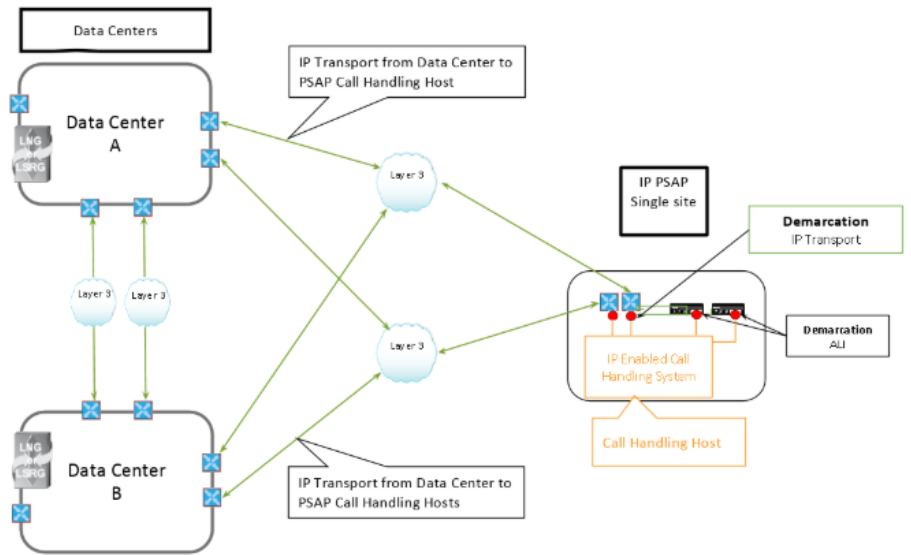 Data Centers
IP Transport from Data Center to
PSAP Call Handling Host
Data Center
A
LNG
LSRG
Layer 3
IP PSAP
Single site
Demarcation
IP Transport
Layer 3
Layer 3
Demarcation
ALI
Layer 3
IP Enabled Call
Handling System
Call Handling Host
LNG
LSRG
Data Center
B
IP Transport from Data Center to
PSAP Call Handling Hosts